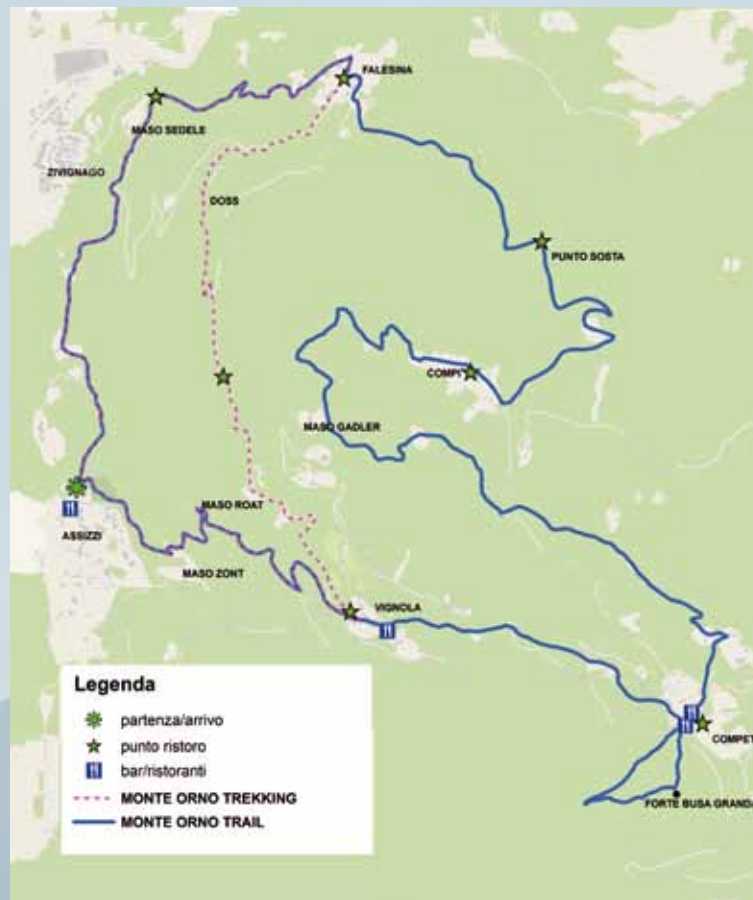 FALESINA
MASO SEDELE
ZIVIGNAGO
DOSS
PUNTO SOSTA
COMPI
MASO GADLER
MASO ROAT
ASSIZZI
MASO ZONT
VIGNOLA
COMPET
FORTE BUSA GRANDA
Legenda
partenza/arrivo
punto ristoro
bar/ristoranti
MONTE ORNO TREKKING
MONTE ORNO TRAIL